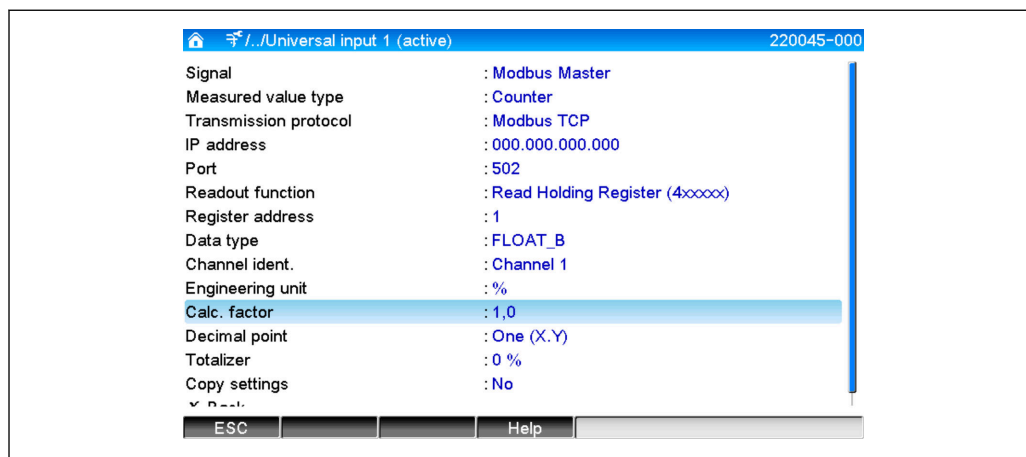 /../Universal input 1 (active) 220045-000
Signal : Modbus Master
Measured value type : Counter
Transmission protocol : Modbus TCP
IP address : 000.000.000.000
Port : 502
Readout function : Read Holding Register (4xxxxx)
Register address : 1
Data type : FLOAT_B
Channel ident. : Channel 1
Engineering unit : %
Calc. factor : 1,0
Decimal point : One (X.Y)
Totalizer : 0 %
Copy settings : No
ESC Help